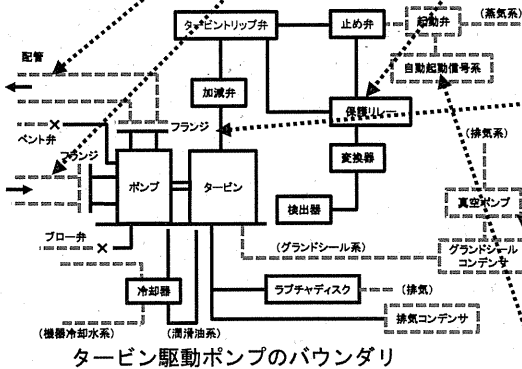 タービントリップ弁
止め弁
起動弁
(蒸気系)
配管
自動起動信号系
加減弁
保護リレー
フランジ
ベント弁
(排気系)
フランジ
変換器
ポンプ
タービン
検出器
真空ポンプ
ブロー弁
(グランドシール系)
グランドシール
コンデンサ
冷却器
ラプチャディスク
(排気)
排気コンデンサ
(機器冷却水系)
(潤滑油系)
タービン駆動ポンプのバウンダリ